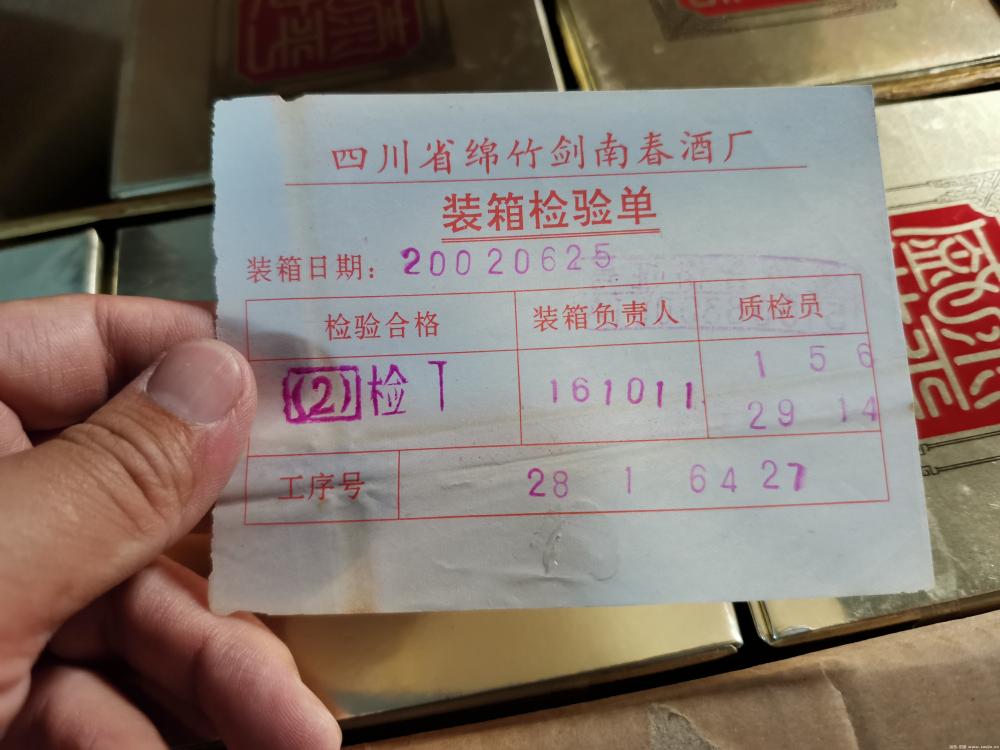 四川省绵竹剑南春酒厂
装箱检验单
装箱日期：20020625
检验合格 装箱负责人 质检员
(2)检丁 161011 1 5 6
29 14
工序号 28 1 64 27